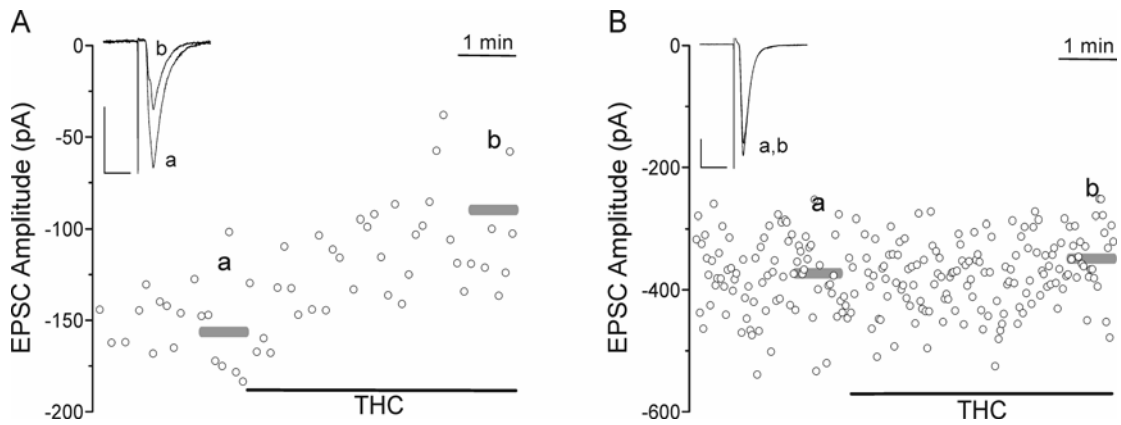 A
EPSC Amplitude (pA)
0
-50
-100
-150
-200
b
a
1 min
a
b
THC
B
EPSC Amplitude (pA)
0
-200
-400
-600
a,b
1 min
a
b
THC